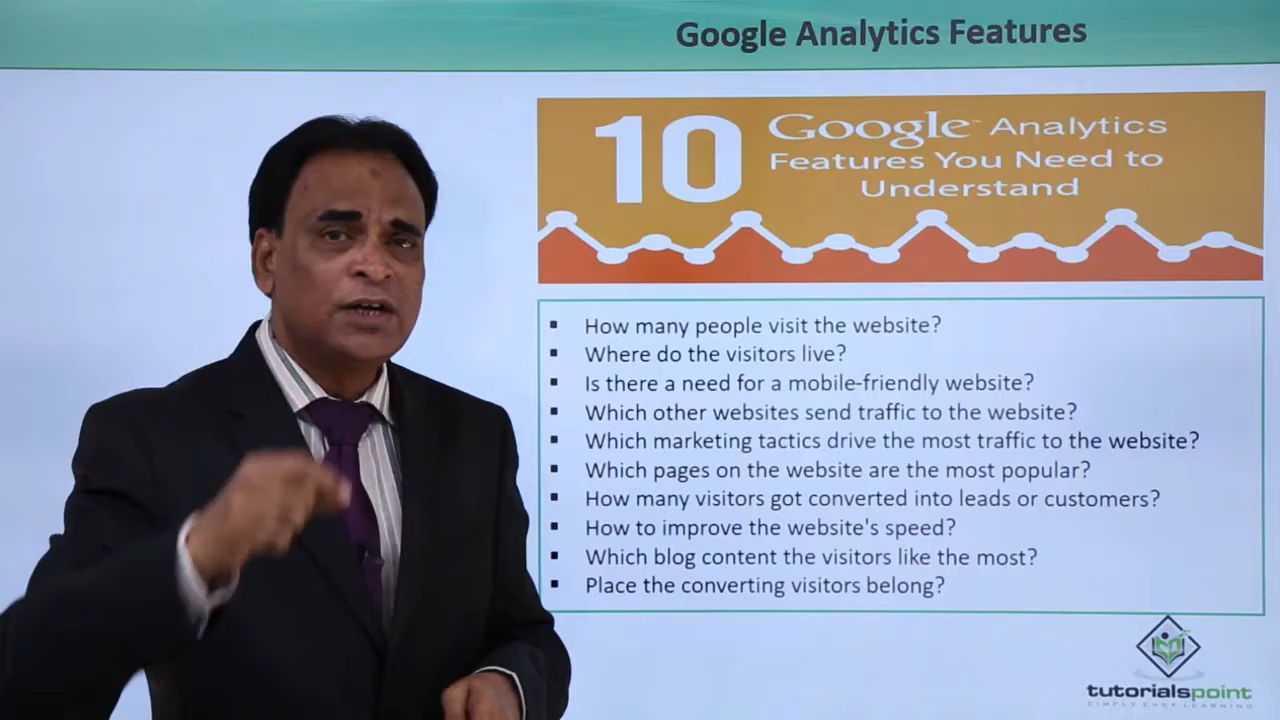 Google Analytics Features
10
Google™ Analytics
Features You Need to
Understand
▪ How many people visit the website?
▪ Where do the visitors live?
▪ Is there a need for a mobile-friendly website?
▪ Which other websites send traffic to the website?
▪ Which marketing tactics drive the most traffic to the website?
▪ Which pages on the website are the most popular?
▪ How many visitors got converted into leads or customers?
▪ How to improve the website's speed?
▪ Which blog content the visitors like the most?
▪ Place the converting visitors belong?
tutorialspoint
SIMPLY EASY LEARNING